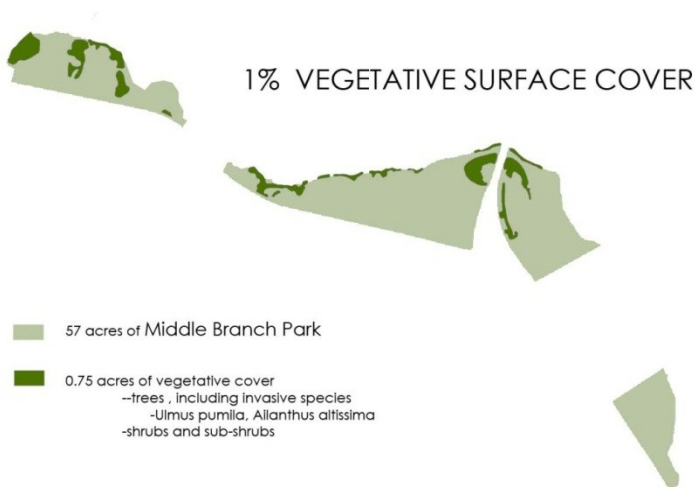 1% VEGETATIVE SURFACE COVER
57 acres of Middle Branch Park
0.75 acres of vegetative cover
--trees , including invasive species
-Ulmus pumila, Ailanthus altissima
-shrubs and sub-shrubs